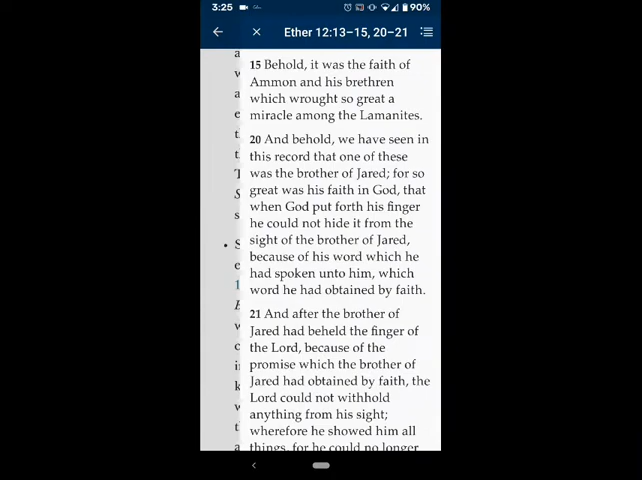 3:25
90%
Ether 12:13–15, 20–21
15 Behold, it was the faith of
Ammon and his brethren
which wrought so great a
miracle among the Lamanites.
20 And behold, we have seen in
this record that one of these
was the brother of Jared; for so
great was his faith in God, that
when God put forth his finger
he could not hide it from the
sight of the brother of Jared,
because of his word which he
had spoken unto him, which
word he had obtained by faith.
21 And after the brother of
Jared had beheld the finger of
the Lord, because of the
promise which the brother of
Jared had obtained by faith, the
Lord could not withhold
anything from his sight;
wherefore he showed him all
things, for he could no longer